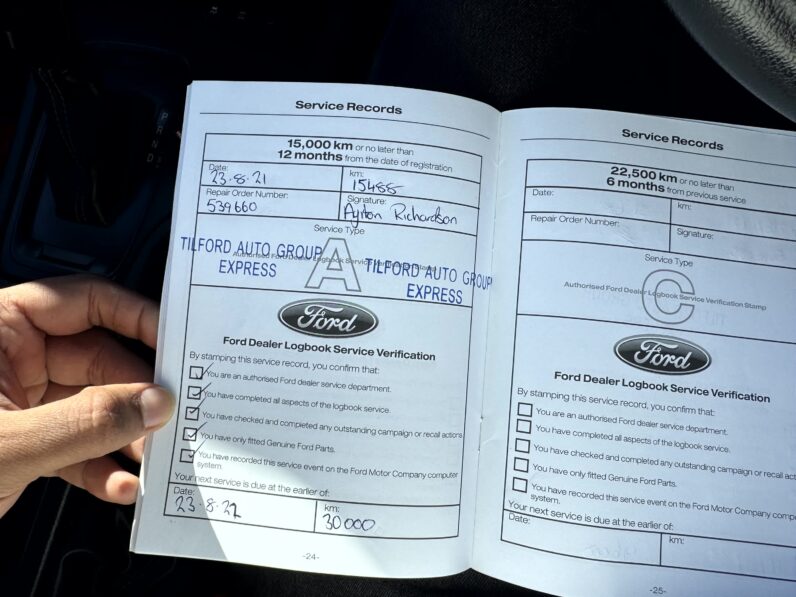 Service Records
15,000 km or no later than
12 months from the date of registration
Date:
23.8.21
km:
15488
Repair Order Number:
539660
Signature:
Ayrton Richardson
Service Type
A
TILFORD AUTO GROUP
EXPRESS
TILFORD AUTO GROUP
EXPRESS
Ford
Ford Dealer Logbook Service Verification
By stamping this service record, you confirm that:
You are an authorised Ford dealer service department.
You have completed all aspects of the logbook service.
You have checked and completed any outstanding campaign or recall actions
You have only fitted Genuine Ford Parts.
You have recorded this service event on the Ford Motor Company computer
system.
Your next service is due at the earlier of:
Date:
23.8.22
km:
30000
-24-
Service Records
22,500 km or no later than
6 months from previous service
Date:
km:
Repair Order Number:
Signature:
Service Type
C
Authorised Ford Dealer Logbook Service Verification Stamp
Ford
Ford Dealer Logbook Service Verification
By stamping this service record, you confirm that:
You are an authorised Ford dealer service department.
You have completed all aspects of the logbook service.
You have checked and completed any outstanding campaign or recall acti
You have only fitted Genuine Ford Parts.
You have recorded this service event on the Ford Motor Company compu
system.
Your next service is due at the earlier of:
Date:
km:
-25-